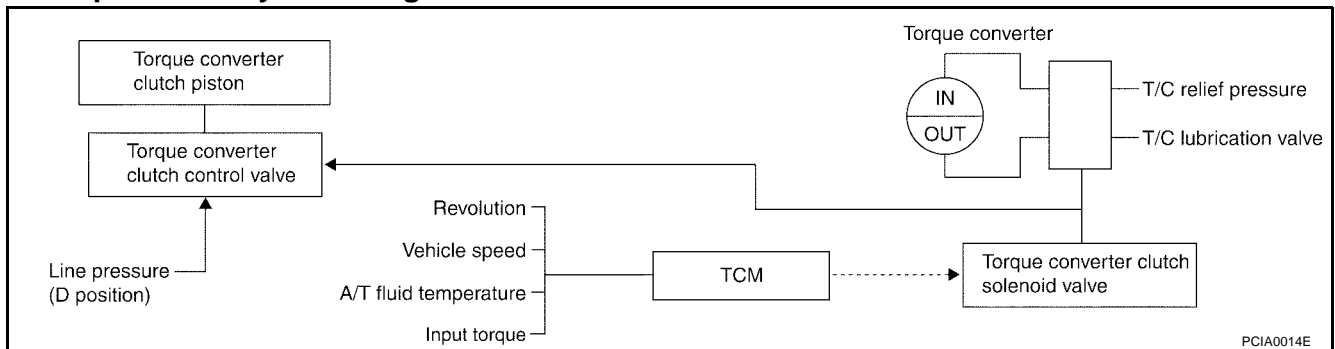 Torque converter
clutch piston
Torque converter
clutch control valve
Line pressure
(D position)
Revolution
Vehicle speed
A/T fluid temperature
Input torque
TCM
Torque converter
IN
OUT
T/C relief pressure
T/C lubrication valve
Torque converter clutch
solenoid valve
PCIA0014E